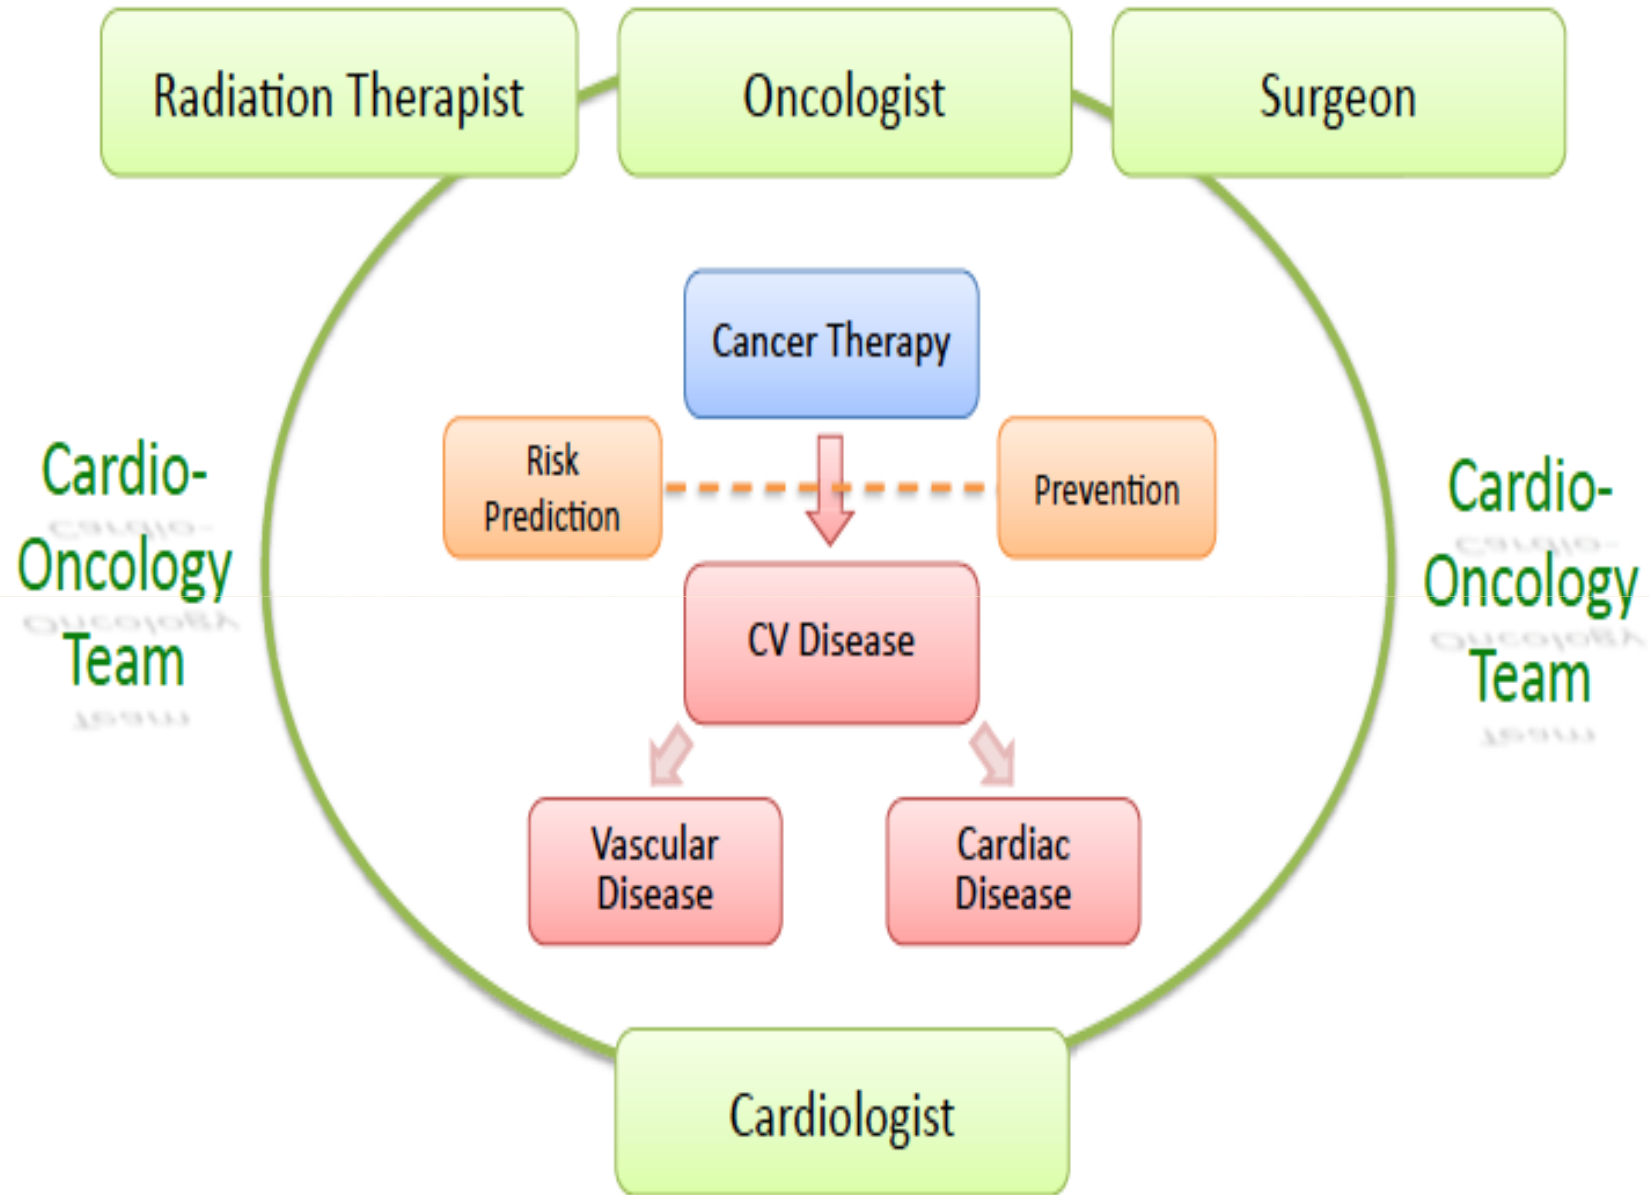 Radiation Therapist
Oncologist
Surgeon
Cancer Therapy
Risk
Prediction
Prevention
Cardio-
Oncology
Team
Cardio-
Oncology
Team
CV Disease
Vascular
Disease
Cardiac
Disease
Cardiologist